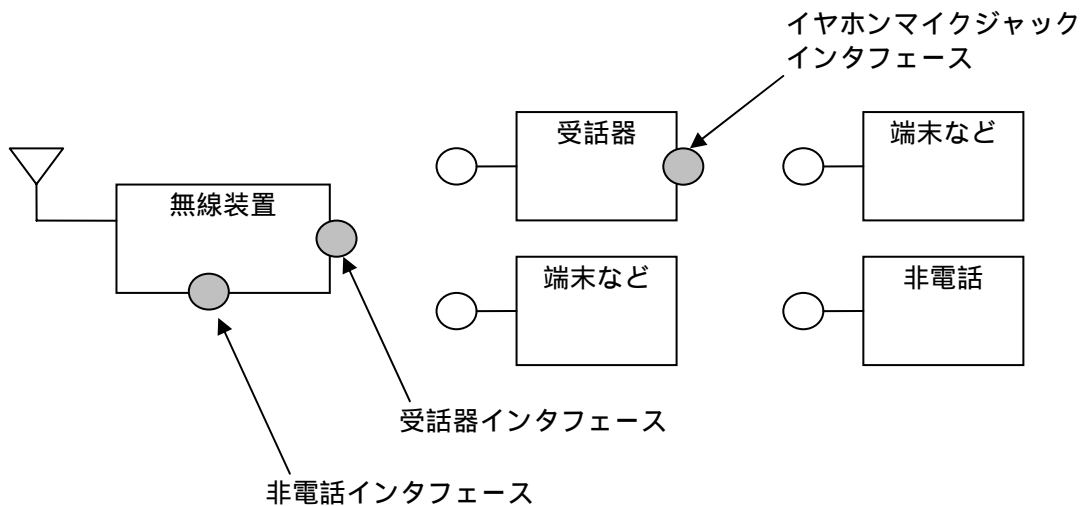 イヤホンマイクジャック
インタフェース
受話器
端末など
無線装置
端末など
非電話
受話器インタフェース
非電話インタフェース